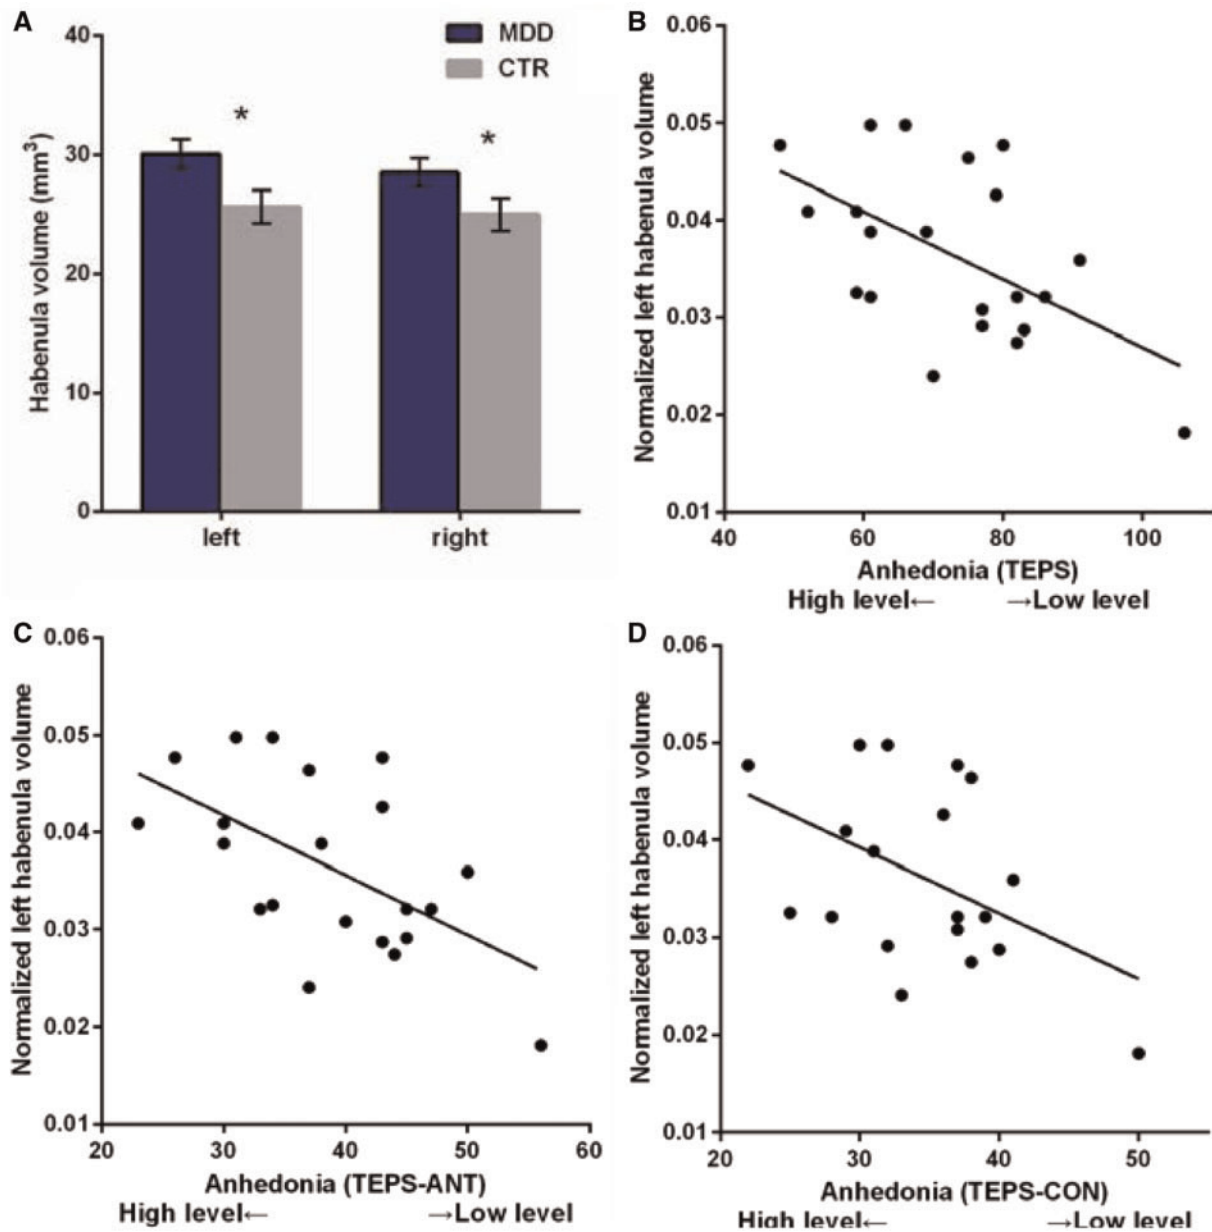 A
40
30
20
10
0
Habenula volume (mm³)
MDD
CTR
*
*
left
right
B
0.06
0.05
0.04
0.03
0.02
0.01
Normalized left habenula volume
40
60
80
100
Anhedonia (TEPS)
High level← →Low level
C
0.06
0.05
0.04
0.03
0.02
0.01
Normalized left habenula volume
20
30
40
50
60
Anhedonia (TEPS-ANT)
High level← →Low level
D
0.06
0.05
0.04
0.03
0.02
0.01
Normalized left habenula volume
20
30
40
50
Anhedonia (TEPS-CON)
High level← →Low level